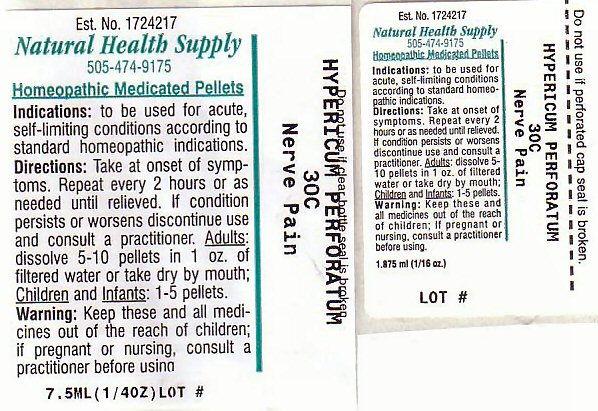 Est. No. 1724217
Natural Health Supply
505-474-9175
Homeopathic Medicated Pellets
Indications: to be used for acute,
self-limiting conditions according to
standard homeopathic indications.
Directions: Take at onset of symp-
toms. Repeat every 2 hours or as
needed until relieved. If condition
persists or worsens discontinue use
and consult a practitioner. Adults:
dissolve 5-10 pellets in 1 oz. of
filtered water or take dry by mouth;
Children and Infants: 1-5 pellets.
Warning: Keep these and all medi-
cines out of the reach of children;
if pregnant or nursing, consult a
practitioner before using
7.5ML(1/4OZ)LOT #
Do not use if clear bottle seal is broken.
HYPERICUM PERFORATUM
30C
Nerve Pain
Est. No. 1724217
Natural Health Supply
505-474-9175
Homeopathic Medicated Pellets
Indications: to be used for
acute, self-limiting conditions
according to standard homeo-
pathic indications.
Directions: Take at onset of
symptoms. Repeat every 2
hours or as needed until relieved.
If condition persists or worsens
discontinue use and consult a
practitioner. Adults: dissolve 5-
10 pellets in 1 oz. of filtered
water or take dry by mouth;
Children and Infants: 1-5 pellets.
Warning: Keep these and
all medicines out of the reach
of children; If pregnant or
nursing, consult a practitioner
before using.
1.875 ml (1/16 oz.)
LOT #
HYPERICUM PERFORATUM
30C
Nerve Pain
Do not use if perforated cap seal is broken.